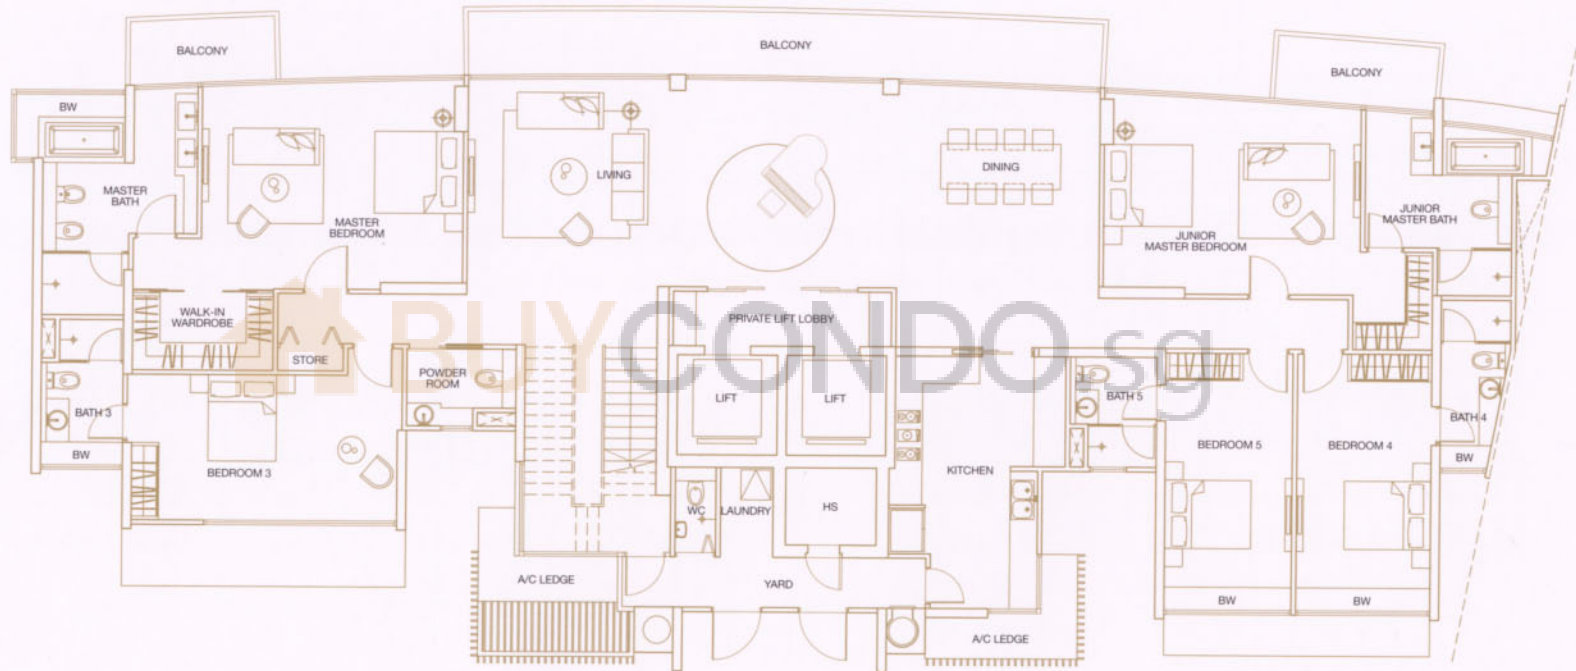 BALCONY
BALCONY
BALCONY
BW
LIVING
DINING
MASTER
BATH
MASTER
BEDROOM
JUNIOR
MASTER BEDROOM
JUNIOR
MASTER BATH
WALK-IN
WARDROBE
STORE
PRIVATE LIFT LOBBY
BUYCONDO.sg
POWDER
ROOM
LIFT
LIFT
BATH 3
BATH 5
BATH 4
BW
BEDROOM 3
KITCHEN
BEDROOM 5
BEDROOM 4
BW
WC
LAUNDRY
HS
A/C LEDGE
YARD
BW
BW
A/C LEDGE